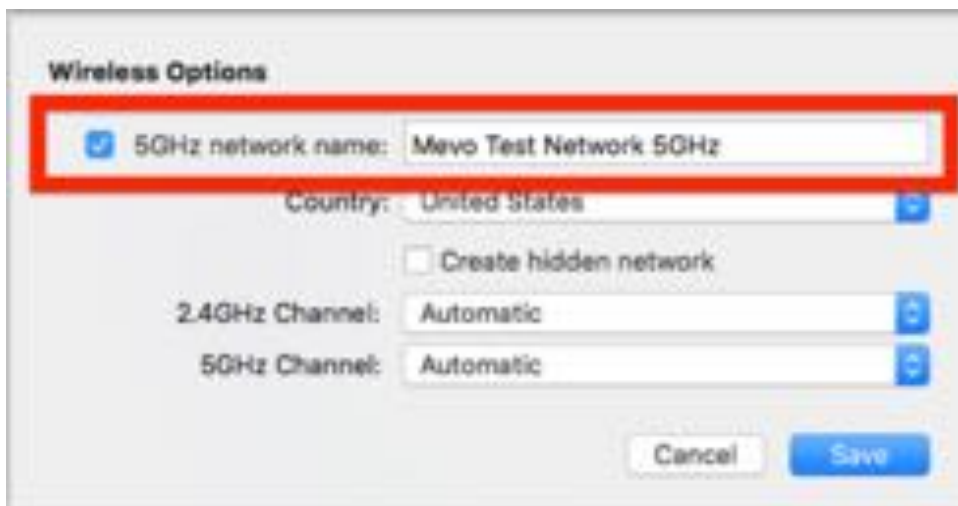 Wireless Options
5GHz network name: Mevo Test Network 5GHz
Country: United States
Create hidden network
2.4GHz Channel: Automatic
5GHz Channel: Automatic
Cancel Save